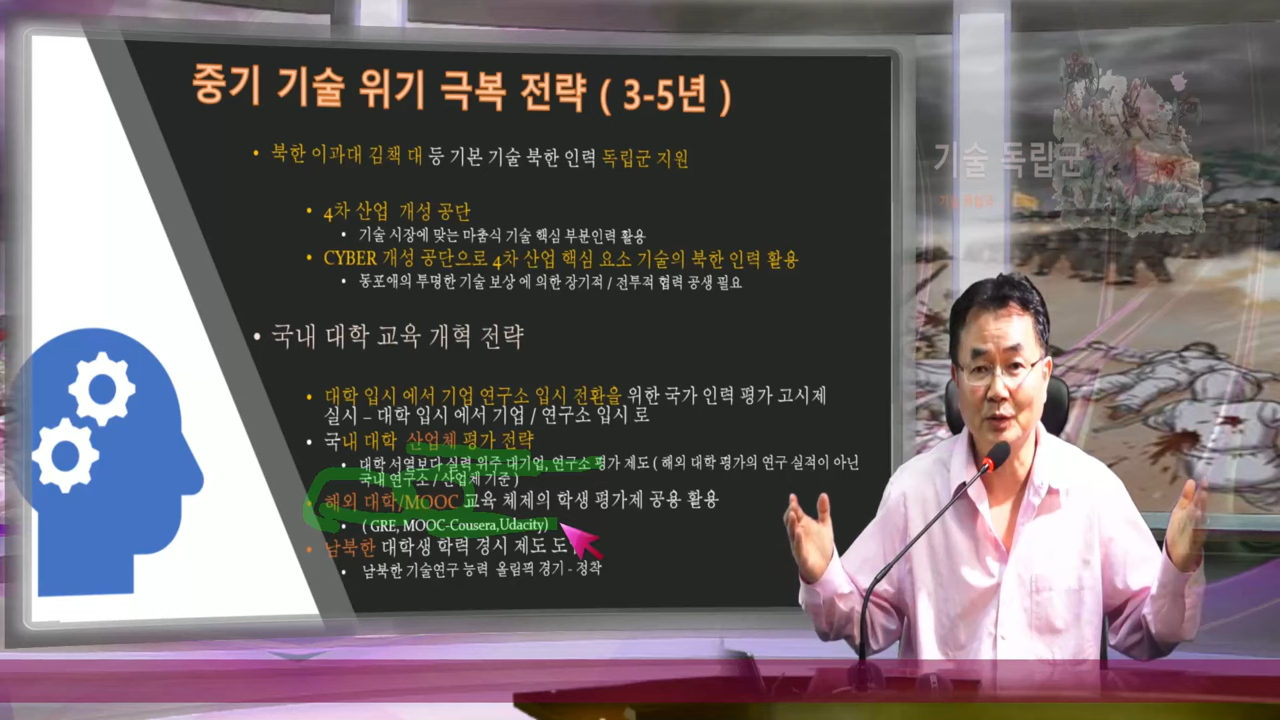 중기 기술 위기 극복 전략 ( 3-5년 )
• 북한 이과대 김책 대 등 기본 기술 북한 인력 독립군 지원
• 4차 산업 개성 공단
• 기술 시장에 맞는 마춤식 기술 핵심 부분인력 활용
• CYBER 개성 공단으로 4차 산업 핵심 요소 기술의 북한 인력 활용
• 동포애의 투명한 기술 보상 에 의한 장기적 / 전투적 협력 공생 필요
• 국내 대학 교육 개혁 전략
• 대학 입시 에서 기업 연구소 입시 전환을 위한 국가 인력 평가 고시제
실시 – 대학 입시 에서 기업 / 연구소 입시 로
• 국내 대학 산업체 평가 전략
• 대학 서열보다 실력 위주 대기업, 연구소 평가 제도 ( 해외 대학 평가의 연구 실적이 아닌
국내 연구소 / 산업체 기준 )
• 해외 대학/MOOC 교육 체제의 학생 평가제 공용 활용
• ( GRE, MOOC-Cousera,Udacity)
• 남북한 대학생 학력 경시 제도 도
• 남북한 기술연구 능력 올림픽 경기 - 정착
기술 독립군